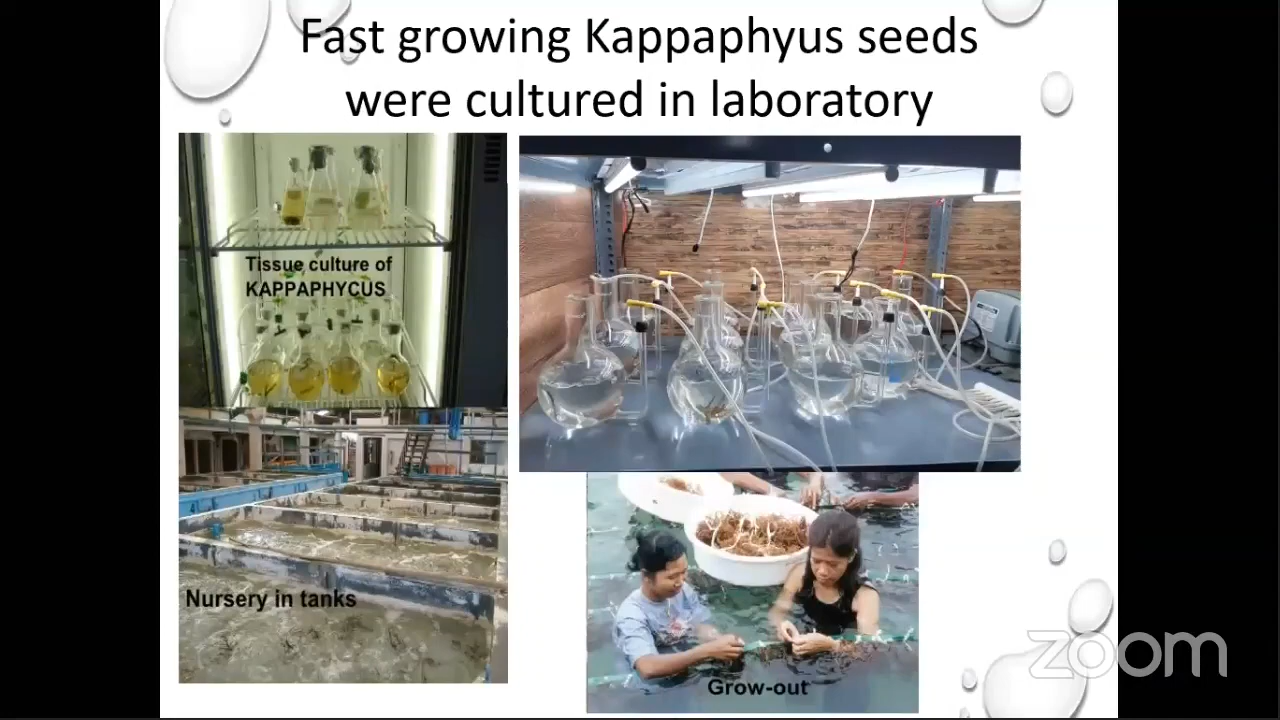 Fast growing Kappaphyus seeds
were cultured in laboratory
Tissue culture of
KAPPAPHYCUS
Nursery in tanks
Grow-out
zoom